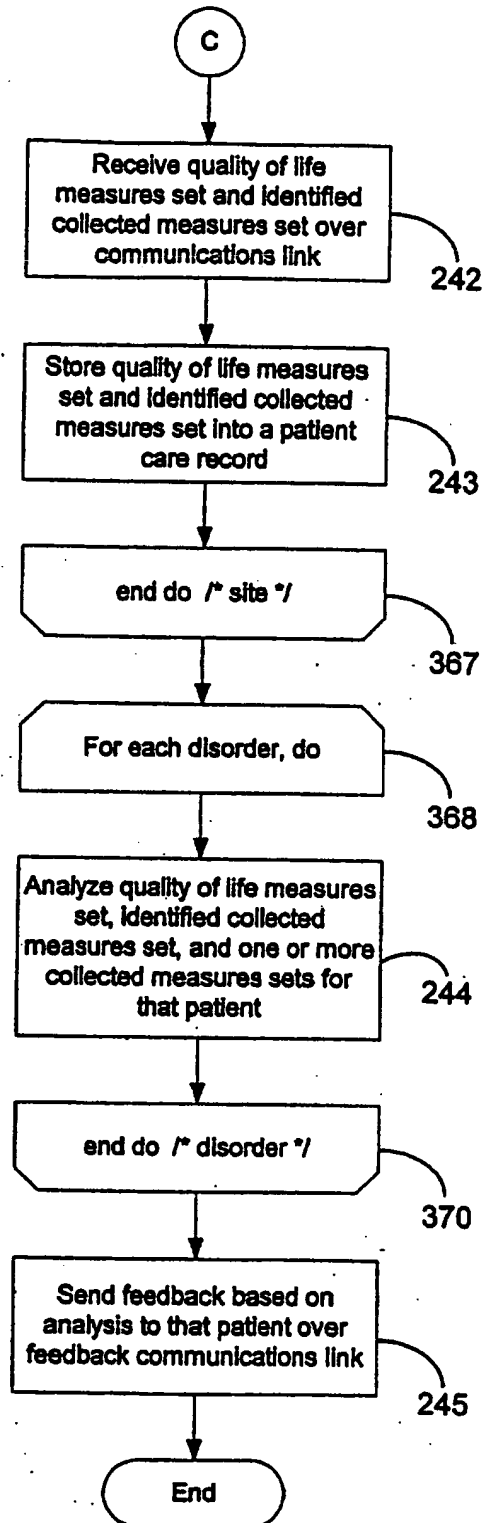 C
Receive quality of life
measures set and identified
collected measures set over
communications link
242
Store quality of life measures
set and identified collected
measures set into a patient
care record
243
end do /* site */
367
For each disorder, do
368
Analyze quality of life measures
set, identified collected
measures set, and one or more
collected measures sets for
that patient
244
end do /* disorder */
370
Send feedback based on
analysis to that patient over
feedback communications link
245
End